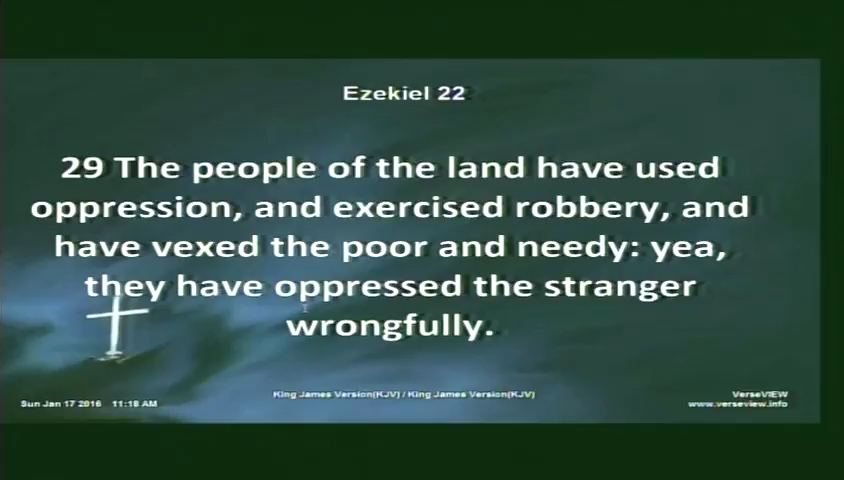 Ezekiel 22
29 The people of the land have used
oppression, and exercised robbery, and
have vexed the poor and needy: yea,
they have oppressed the stranger
wrongfully.
King James Version(KJV) / King James Version(KJV)
VerseVIEW
Sun Jan 17 2016 11:18 AM
www.verseview.info